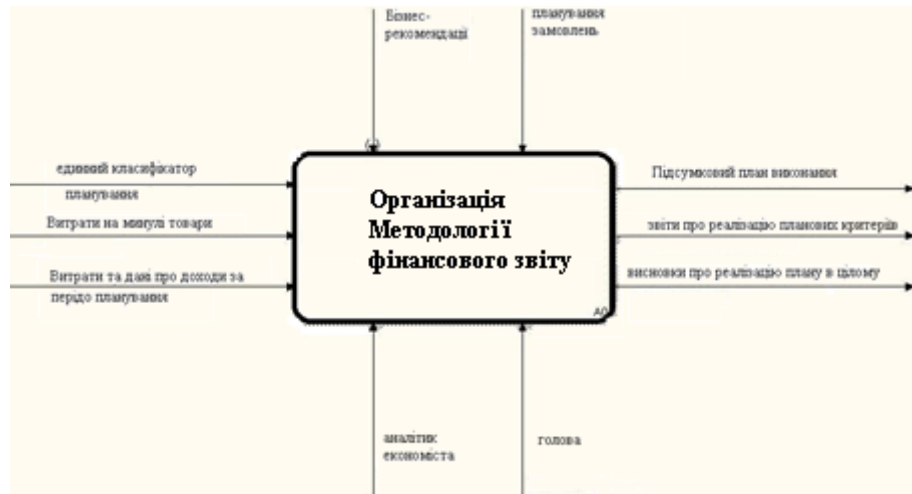 Бізнес-
рекомендації
планування
замовлень
єдиний класифікатор
планування
Витрати на минулі товари
Витрати та дані про доходи за
перідо планування
Організація
Методології
фінансового звіту
A0
Підсумковий план виконання
звіти про реалізацію планових критеріїв
висновки про реалізацію плану в цілому
аналітик
економіста
голова